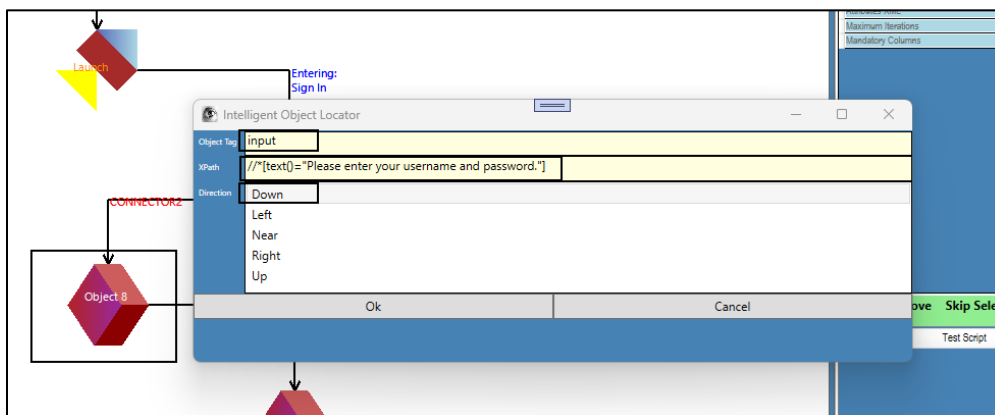 Maximum Iterations
Mandatory Columns
Launch
Entering:
Sign In
Intelligent Object Locator
Object Tag
input
XPath
//*[text()="Please enter your username and password."]
Direction
Down
Left
Near
Right
Up
CONNECTOR2
Object 8
Ok
Cancel
ove Skip Sele
Test Script